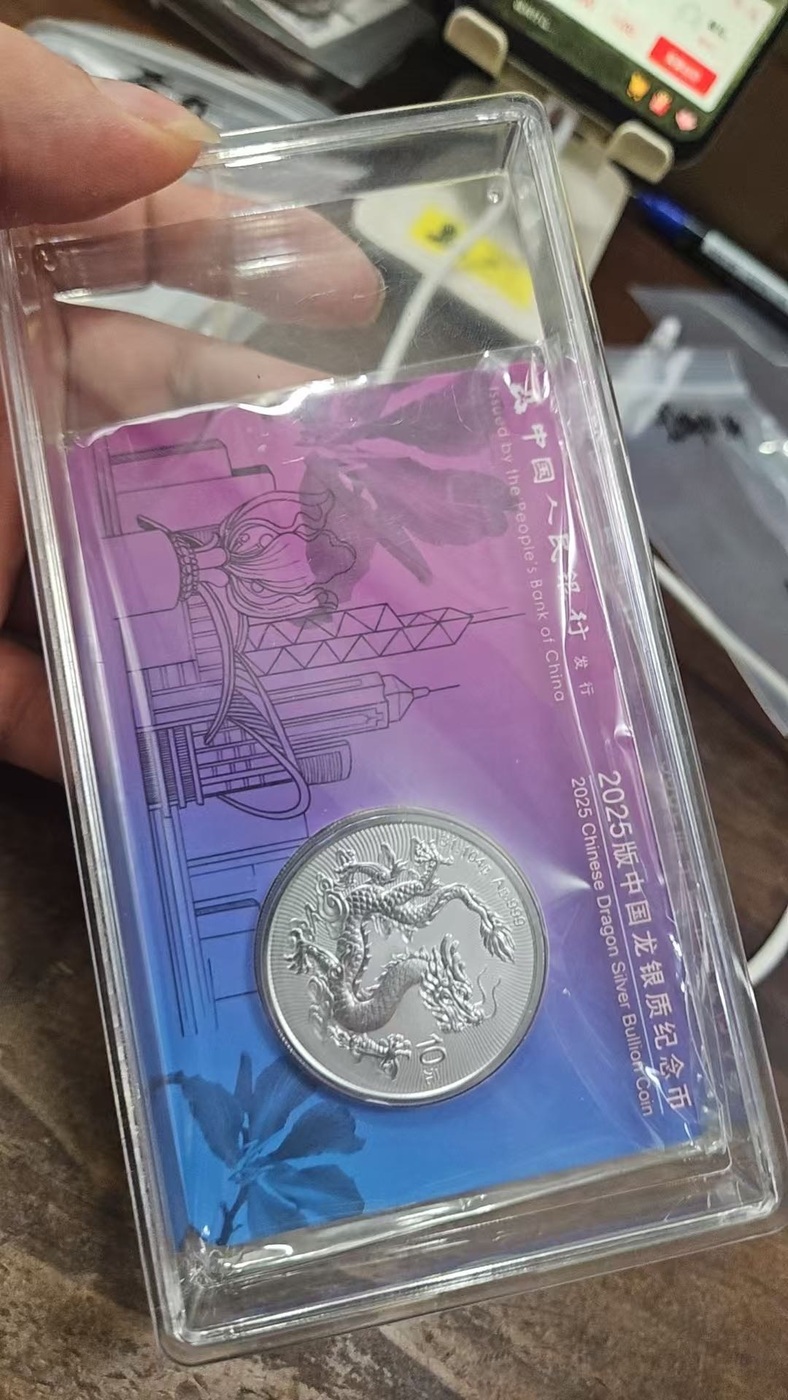 中国人民银行 发行
Issued by the People's Bank of China
2025版中国龙银质纪念币
2025 Chinese Dragon Silver Bullion Coin
31.104g Ag.999
10元